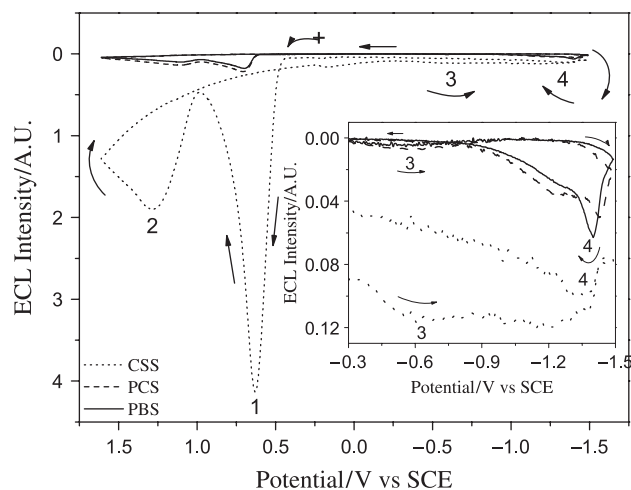 0
1
2
3
4
ECL Intensity/A.U.
1.5 1.0 0.5 0.0 −0.5 −1.0 −1.5
Potential/V vs SCE
+
3 4
2
1
CSS
PCS
PBS
0.00
0.04
0.08
0.12
ECL Intensity/A.U.
3
4
4
3
−0.3 −0.6 −0.9 −1.2 −1.5
Potential/V vs SCE